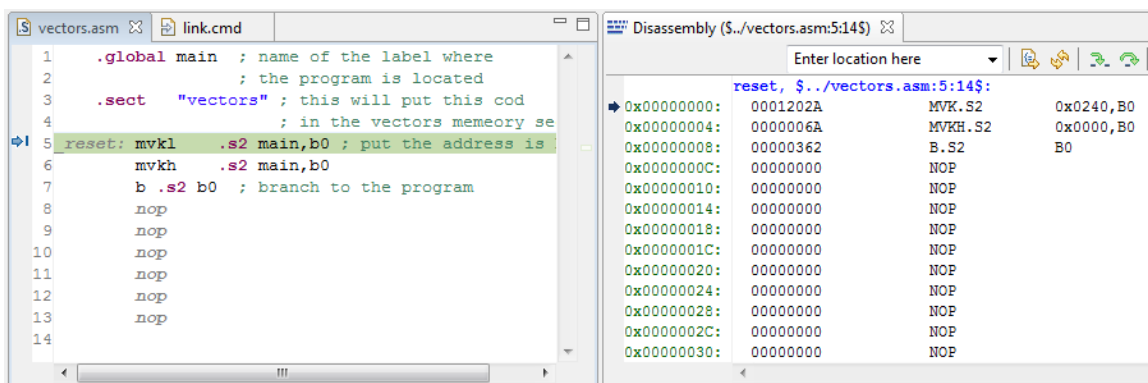 vectors.asm link.cmd
1 .global main ; name of the label where
2 ; the program is located
3 .sect "vectors" ; this will put this cod
4 ; in the vectors memeory se
5 _reset: mvkl .s2 main,b0 ; put the address is
6 mvkh .s2 main,b0
7 b .s2 b0 ; branch to the program
8 nop
9 nop
10 nop
11 nop
12 nop
13 nop
14
Disassembly ($../vectors.asm:5:14$)
Enter location here
reset, $../vectors.asm:5:14$:
0x00000000: 0001202A MVK.S2 0x0240,B0
0x00000004: 0000006A MVKH.S2 0x0000,B0
0x00000008: 00000362 B.S2 B0
0x0000000C: 00000000 NOP
0x00000010: 00000000 NOP
0x00000014: 00000000 NOP
0x00000018: 00000000 NOP
0x0000001C: 00000000 NOP
0x00000020: 00000000 NOP
0x00000024: 00000000 NOP
0x00000028: 00000000 NOP
0x0000002C: 00000000 NOP
0x00000030: 00000000 NOP